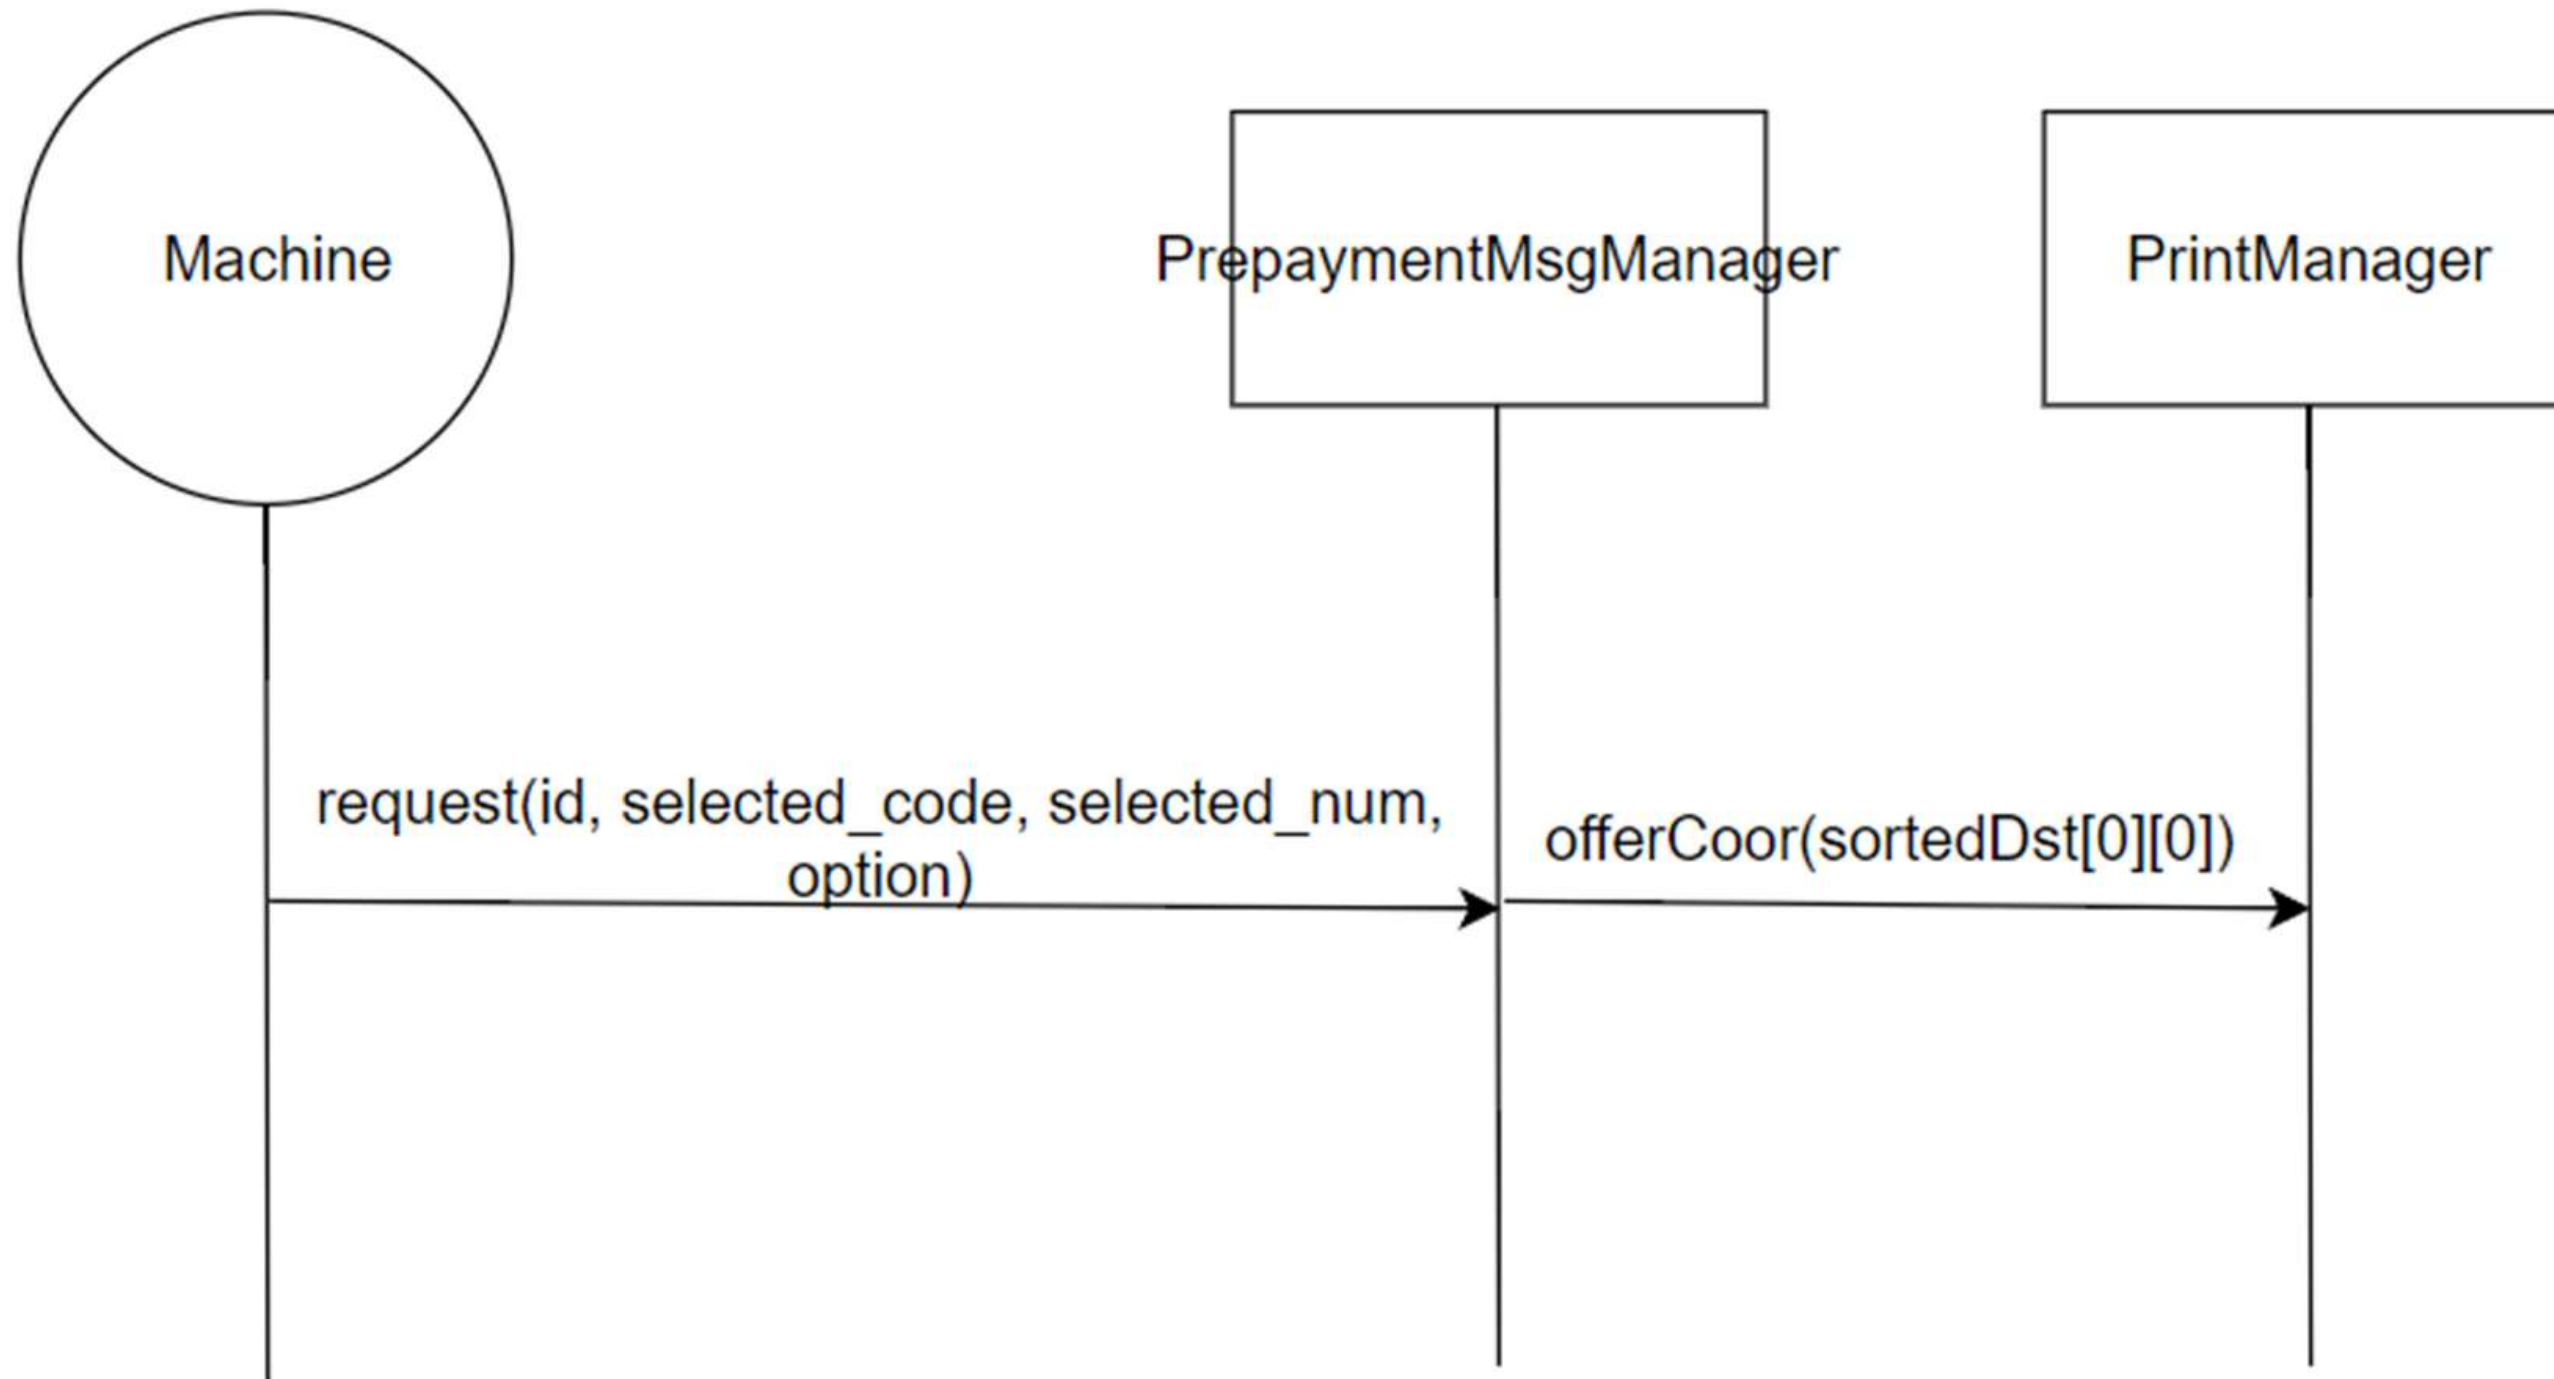 Machine
PrepaymentMsgManager
PrintManager
request(id, selected_code, selected_num,
option)
offerCoor(sortedDst[0][0])